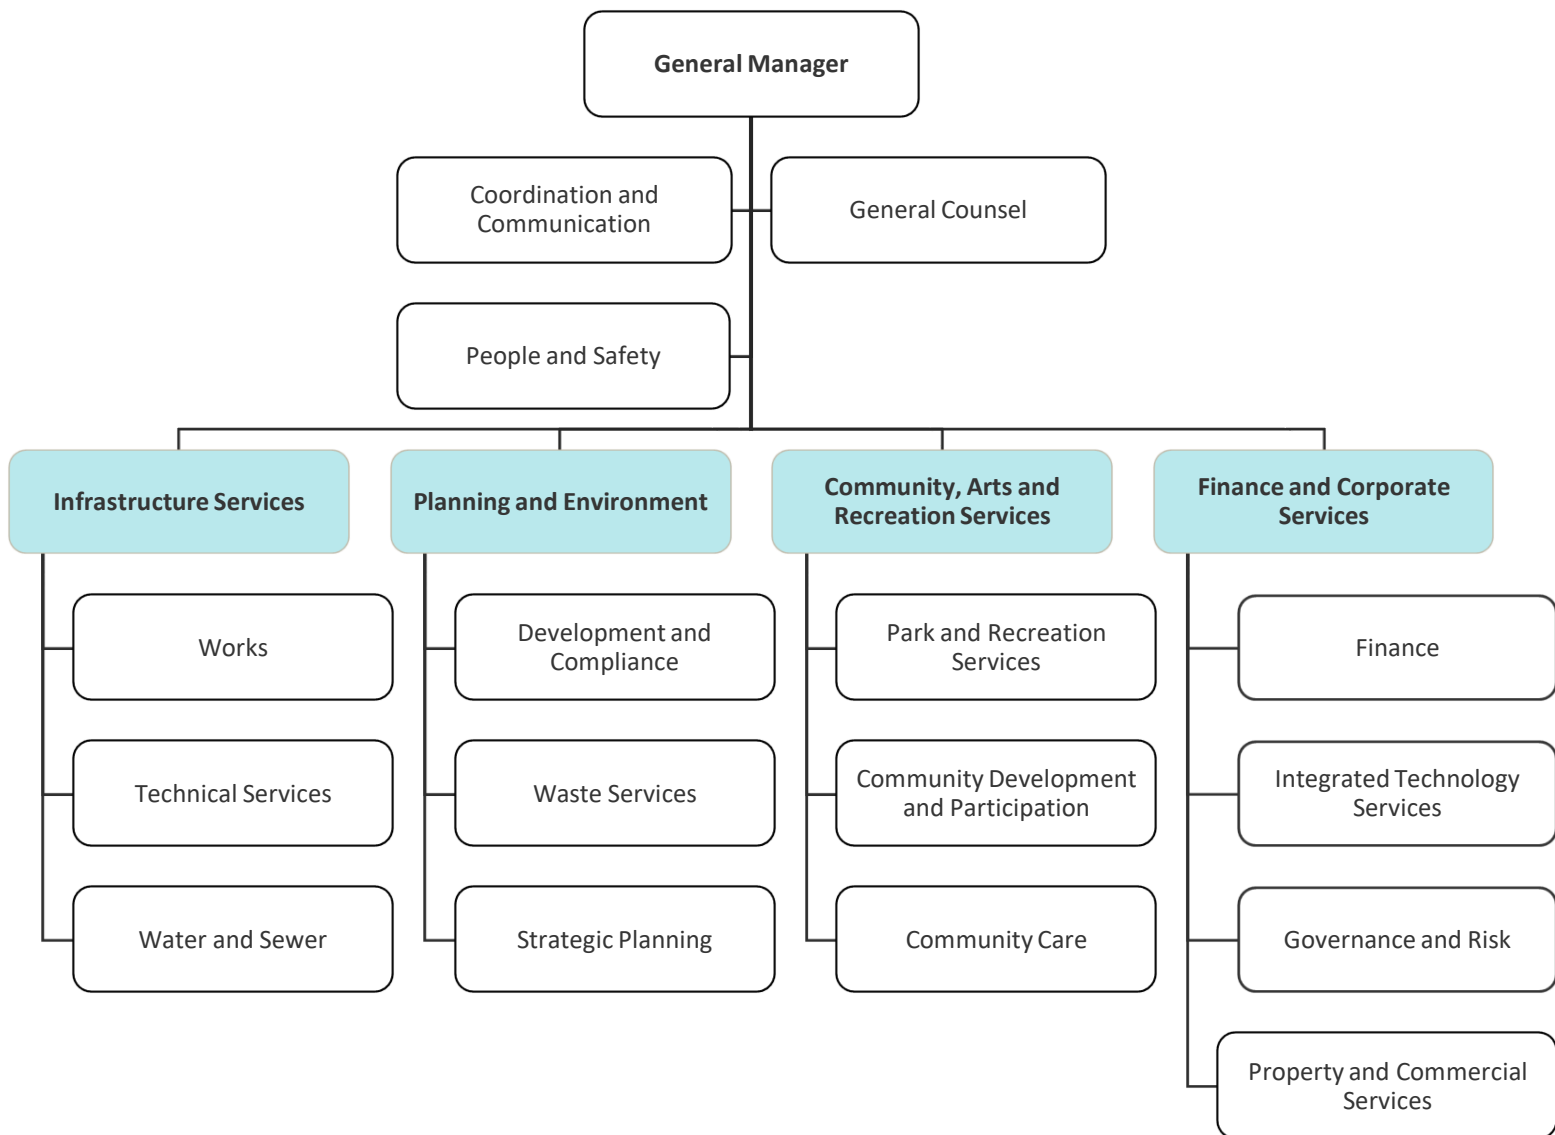 General Manager
Coordination and
Communication
General Counsel
People and Safety
Infrastructure Services
Planning and Environment
Community, Arts and
Recreation Services
Finance and Corporate
Services
Works
Development and
Compliance
Park and Recreation
Services
Finance
Technical Services
Waste Services
Community Development
and Participation
Integrated Technology
Services
Water and Sewer
Strategic Planning
Community Care
Governance and Risk
Property and Commercial
Services